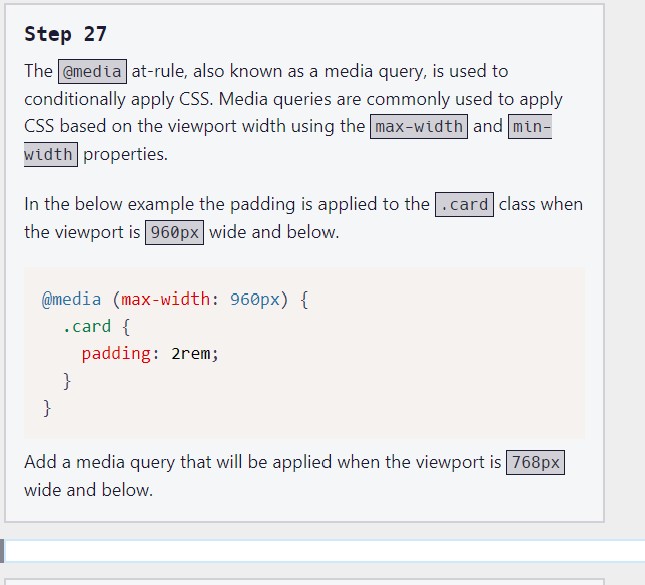 Step 27
The @media at-rule, also known as a media query, is used to
conditionally apply CSS. Media queries are commonly used to apply
CSS based on the viewport width using the max-width and min-
width properties.
In the below example the padding is applied to the .card class when
the viewport is 960px wide and below.
@media (max-width: 960px) {
  .card {
    padding: 2rem;
  }
}
Add a media query that will be applied when the viewport is 768px
wide and below.